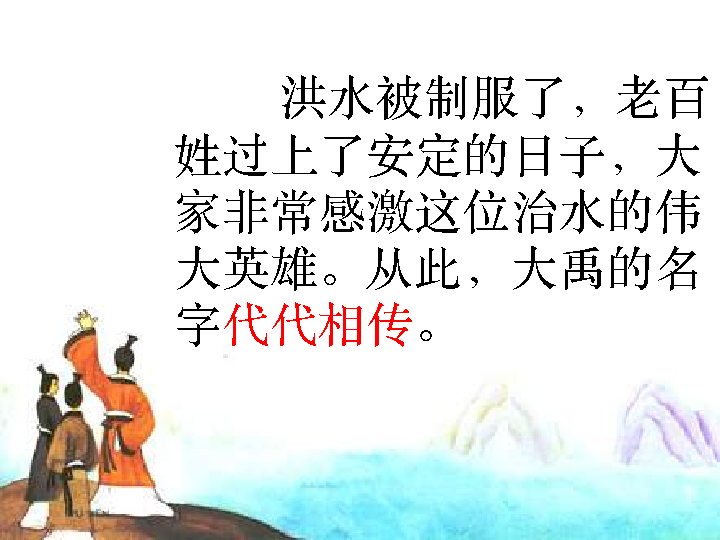 洪水被制服了，老百
姓过上了安定的日子，大
家非常感激这位治水的伟
大英雄。从此，大禹的名
字代代相传。